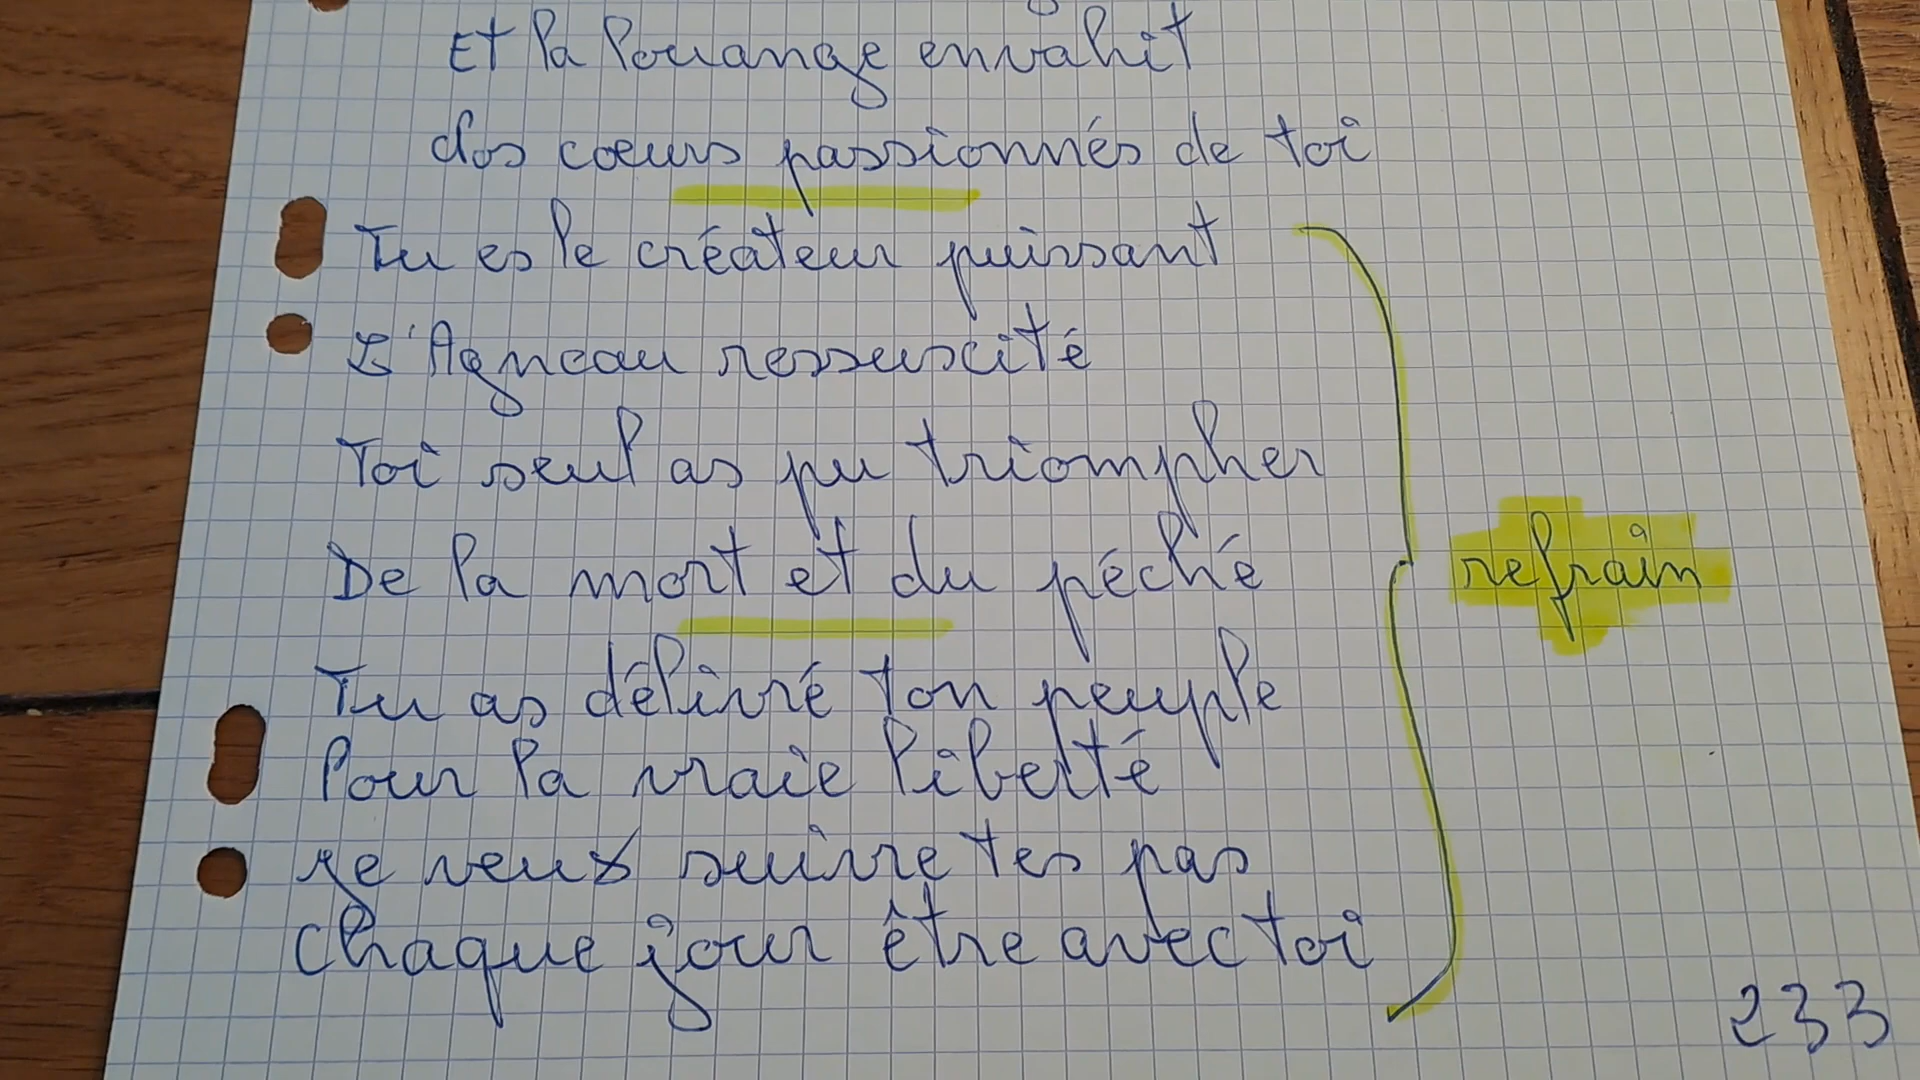 Et la louange envahit
dos cœurs passionnés de toi
Tu es le créateur puissant
L'Agneau ressuscité
Toi seul as pu triompher
De la mort et du péché
refrain
Tu as délivré ton peuple
Pour la vraie liberté
Je veux suivre tes pas
chaque jour être avec toi
233